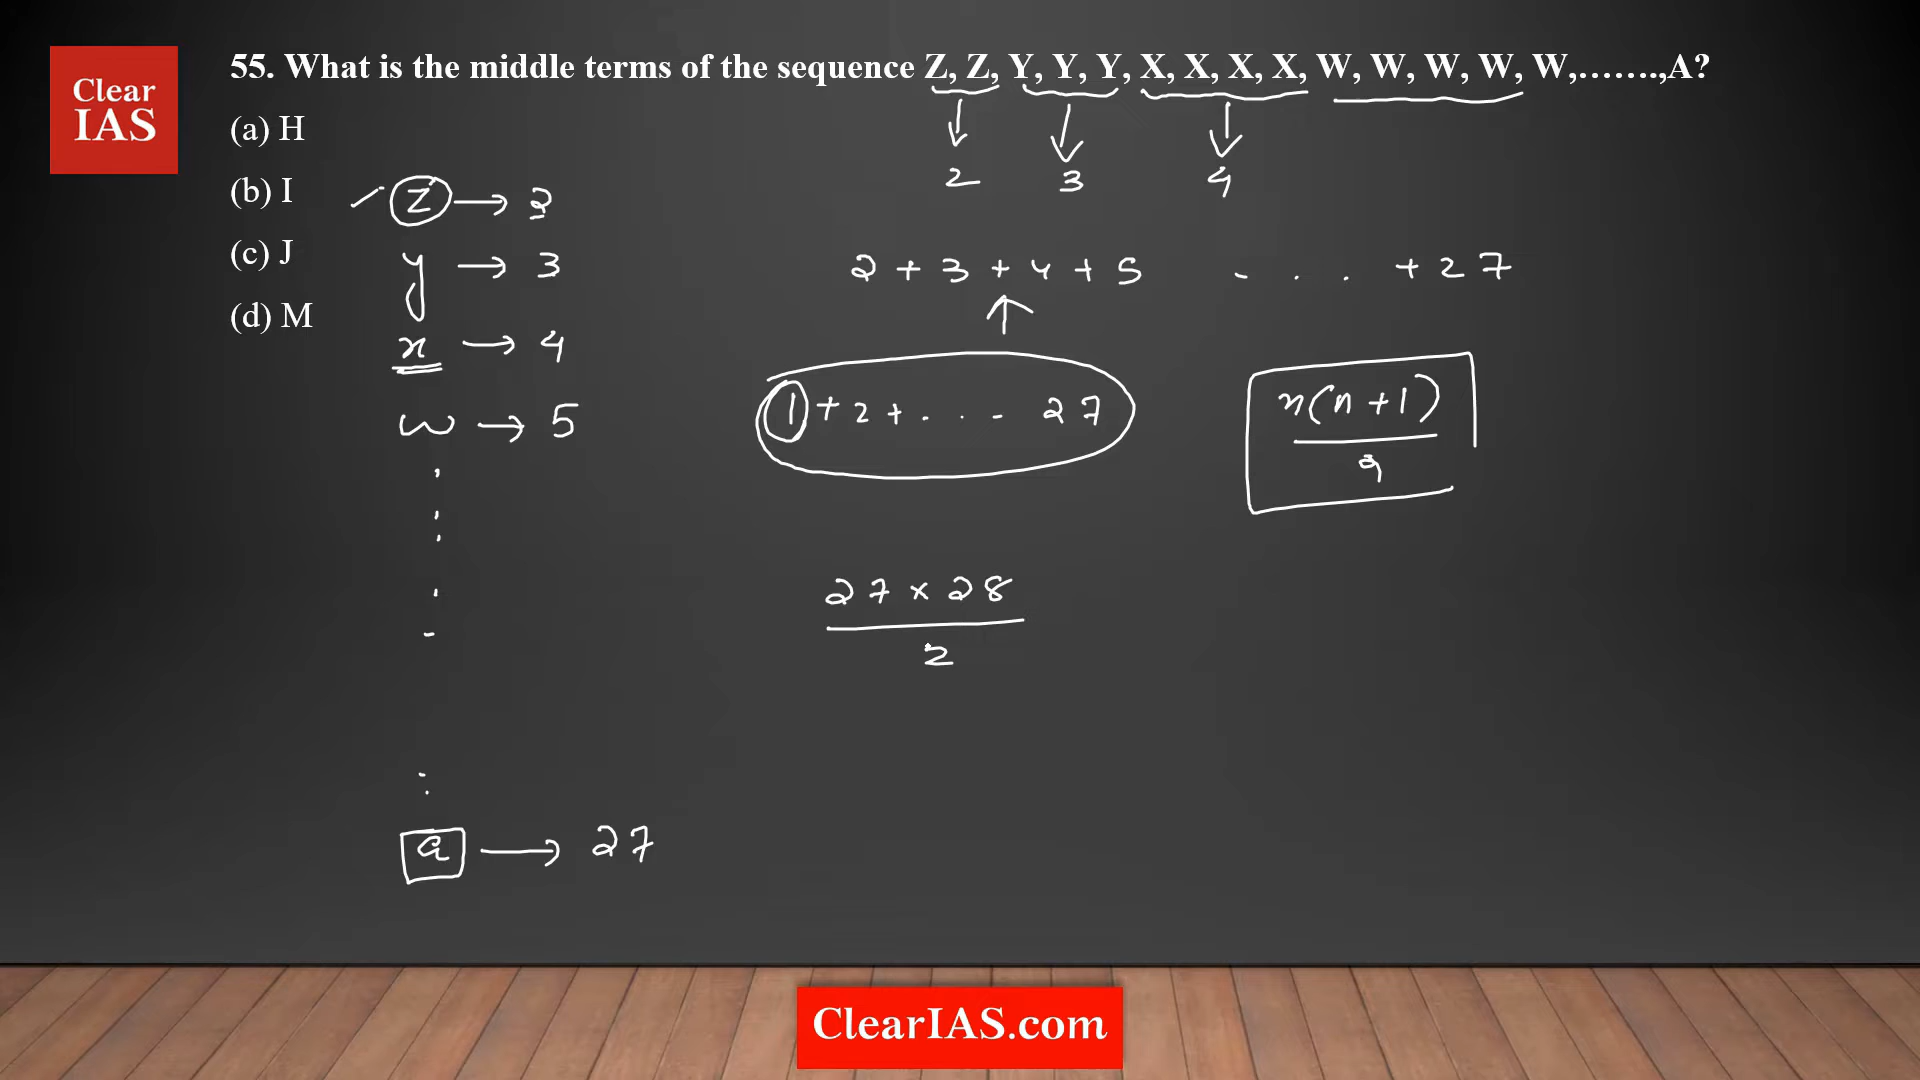 Clear
IAS
55. What is the middle terms of the sequence Z, Z, Y, Y, Y, X, X, X, X, W, W, W, W, W,.......,A?
(a) H
(b) I
(c) J
(d) M
2 3 4
Z → 2
y → 3
x → 4
w → 5
a → 27
2 + 3 + 4 + 5 . . . + 27
1 + 2 + . . . 27
n(n+1)
2
27 × 28
2
ClearIAS.com